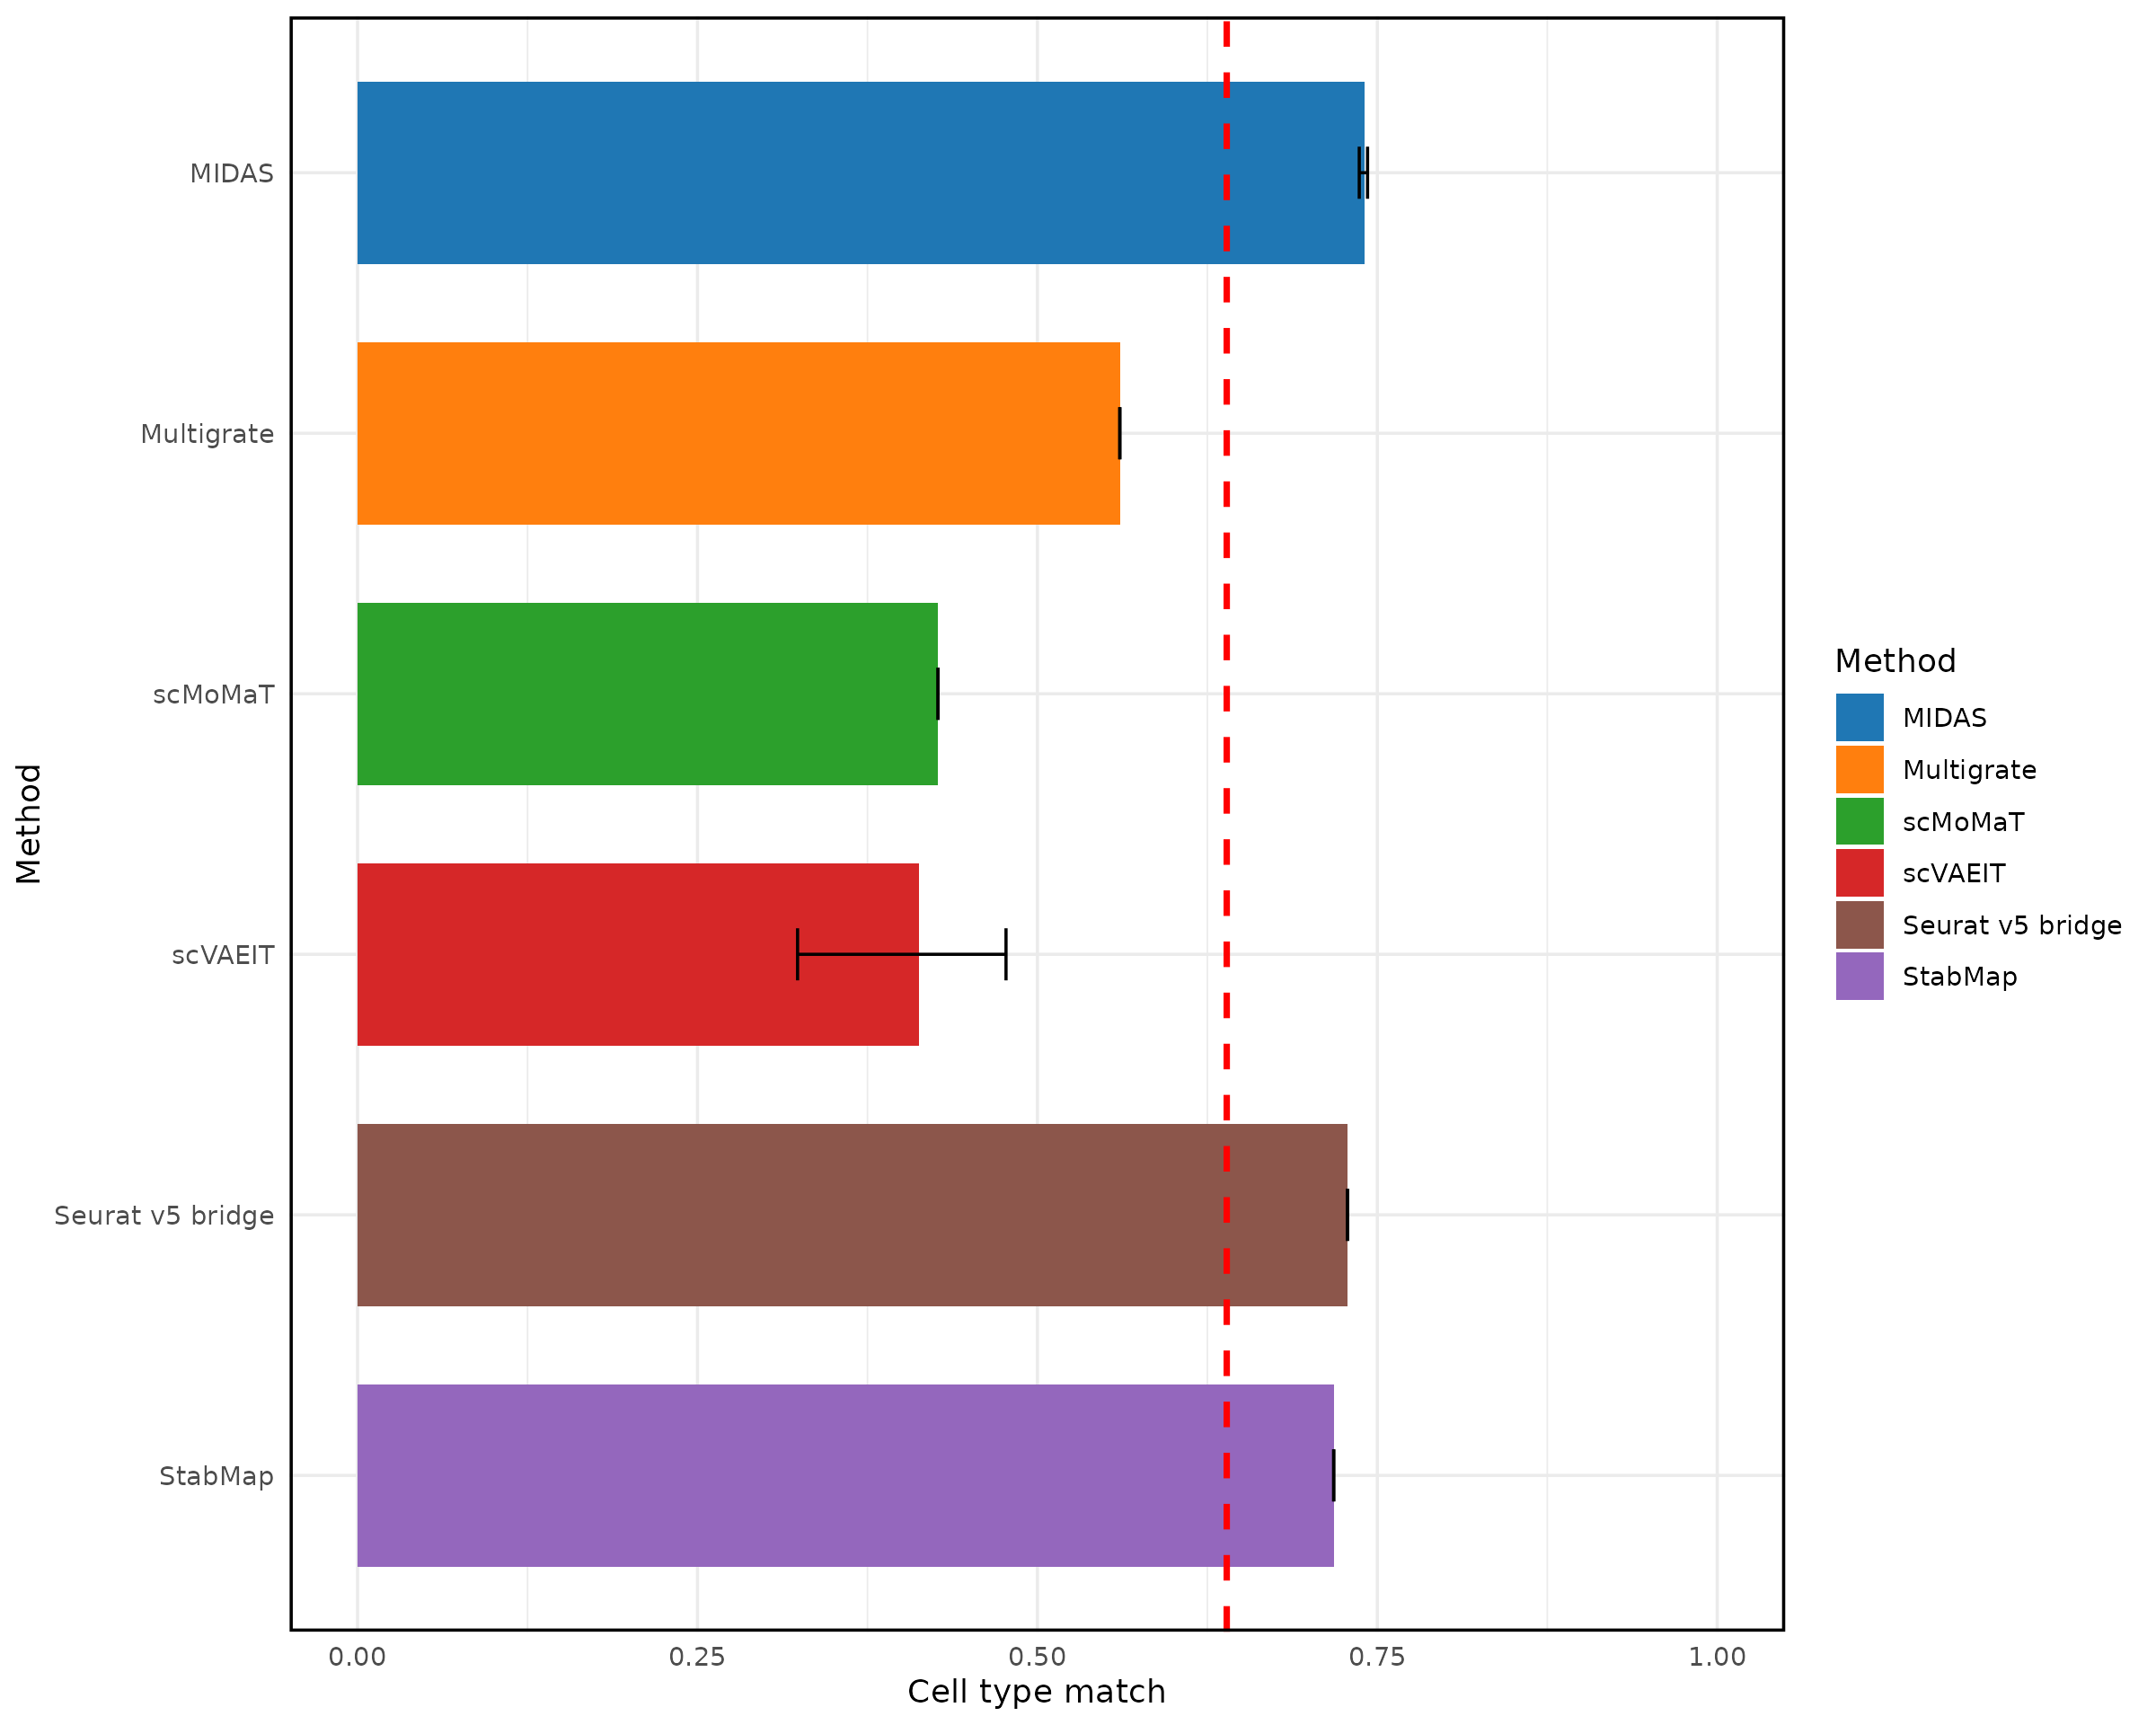 MIDAS
Multigrate
scMoMaT
scVAEIT
Seurat v5 bridge
StabMap
Method
0.00 0.25 0.50 0.75 1.00
Cell type match
Method
MIDAS
Multigrate
scMoMaT
scVAEIT
Seurat v5 bridge
StabMap